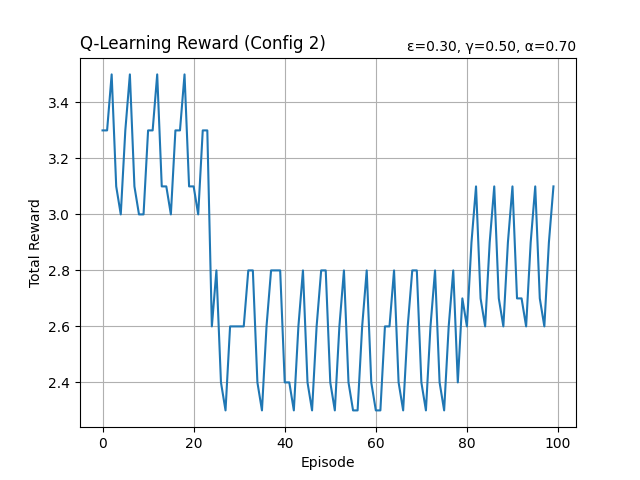 Q-Learning Reward (Config 2)
ε=0.30, γ=0.50, α=0.70
3.4
3.2
3.0
2.8
2.6
2.4
Total Reward
0 20 40 60 80 100
Episode